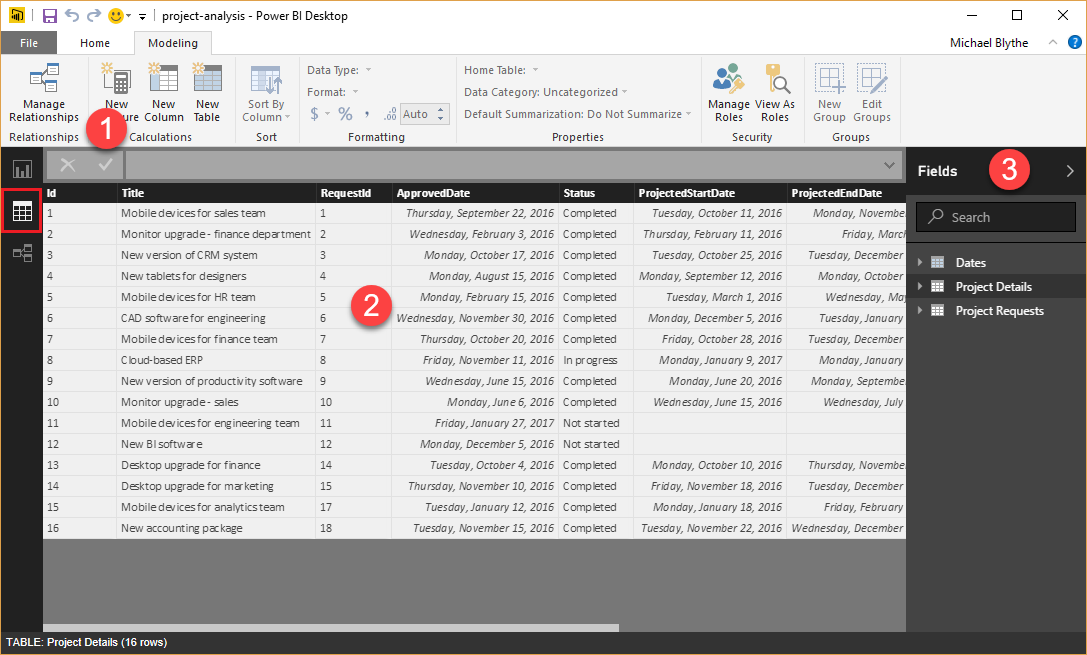 project-analysis - Power BI Desktop
File Home Modeling Michael Blythe ?
Manage Relationships
New ure
New Column
New Table
Sort By Column
Data Type:
Format:
$ % , .00 Auto
Home Table:
Data Category: Uncategorized
Default Summarization: Do Not Summarize
Manage Roles
View As Roles
New Group
Edit Groups
Relationships Calculations Sort Formatting Properties Security Groups
1
Id Title RequestId ApprovedDate Status ProjectedStartDate ProjectedEndDate
1 Mobile devices for sales team 1 Thursday, September 22, 2016 Completed Tuesday, October 11, 2016 Monday, Novembe
2 Monitor upgrade - finance department 2 Wednesday, February 3, 2016 Completed Thursday, February 11, 2016 Friday, March
3 New version of CRM system 3 Monday, October 17, 2016 Completed Tuesday, October 25, 2016 Tuesday, December
4 New tablets for designers 4 Monday, August 15, 2016 Completed Monday, September 12, 2016 Monday, October
5 Mobile devices for HR team 5 Monday, February 15, 2016 Completed Tuesday, March 1, 2016 Wednesday, May
6 CAD software for engineering 6 Wednesday, November 30, 2016 Completed Monday, December 5, 2016 Tuesday, January
7 Mobile devices for finance team 7 Thursday, October 20, 2016 Completed Friday, October 28, 2016 Tuesday, December
8 Cloud-based ERP 8 Friday, November 11, 2016 In progress Monday, January 9, 2017 Monday, January
9 New version of productivity software 9 Wednesday, June 15, 2016 Completed Monday, June 20, 2016 Monday, Septembe
10 Monitor upgrade - sales 10 Monday, June 6, 2016 Completed Wednesday, June 15, 2016 Wednesday, July
11 Mobile devices for engineering team 11 Friday, January 27, 2017 Not started
12 New BI software 12 Monday, December 5, 2016 Not started
13 Desktop upgrade for finance 14 Tuesday, October 4, 2016 Completed Monday, October 10, 2016 Thursday, Novembe
14 Desktop upgrade for marketing 15 Thursday, November 10, 2016 Completed Friday, November 18, 2016 Tuesday, December
15 Mobile devices for analytics team 17 Tuesday, January 12, 2016 Completed Monday, January 18, 2016 Friday, February
16 New accounting package 18 Tuesday, November 15, 2016 Completed Tuesday, November 22, 2016 Wednesday, December
2
Fields
3
Search
Dates
Project Details
Project Requests
TABLE: Project Details (16 rows)